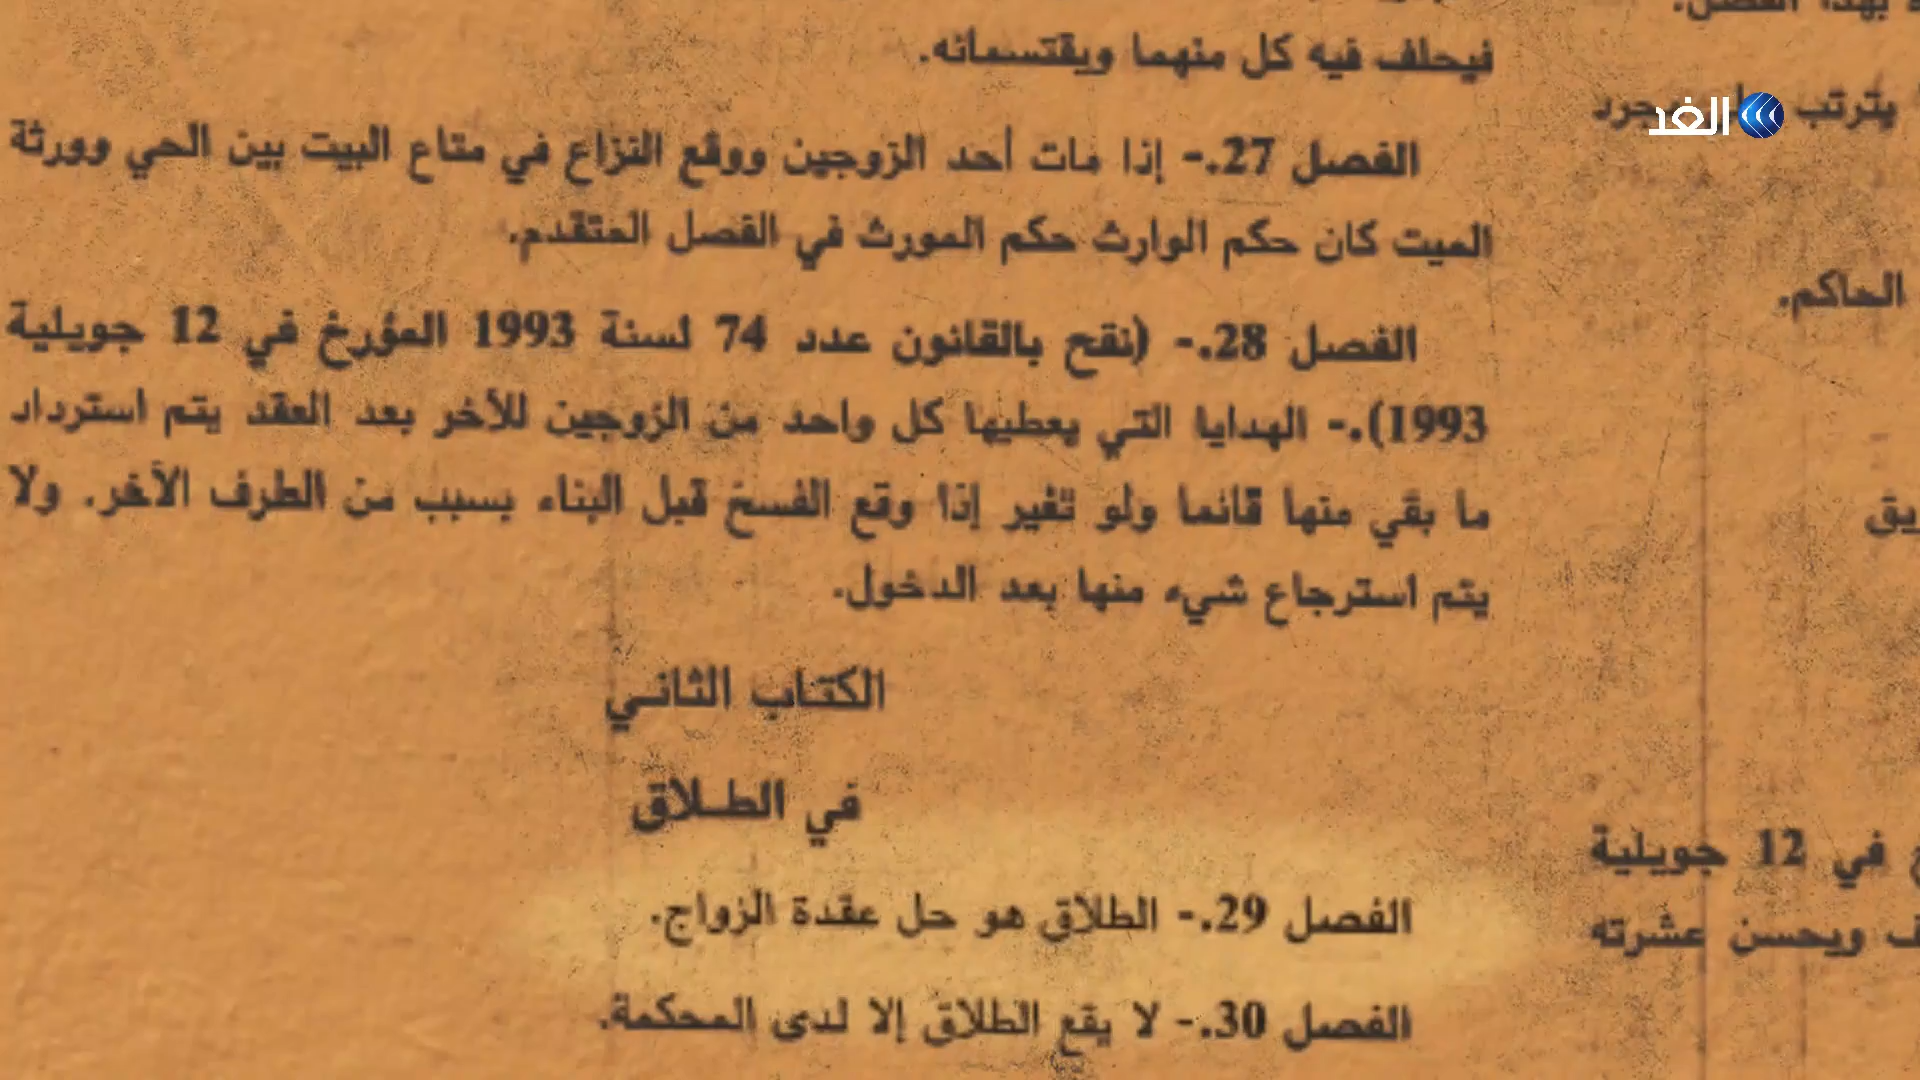 فيحلف فيه كل منهما ويقتسمانه.
الفصل 27.- إذا مات أحد الزوجين ووقع النزاع في متاع البيت بين الحي وورثة
الميت كان حكم الوارث حكم المورث في الفصل المتقدم.
الفصل 28.- (نقح بالقانون عدد 74 لسنة 1993 المؤرخ في 12 جويلية
1993).- الهدايا التي يعطيها كل واحد من الزوجين للآخر بعد العقد يتم استرداد
ما بقي منها قائما ولو تغير إذا وقع الفسخ قبل البناء بسبب من الطرف الآخر. ولا
يتم استرجاع شيء منها بعد الدخول.
الكتاب الثاني
في الطلاق
الفصل 29.- الطلاق هو حل عقدة الزواج.
الفصل 30.- لا يقع الطلاق إلا لدى المحكمة.
بهذا الفصل.
يترتب
الحاكم.
في 12 جويلية
ويحسن عشرته
الغد